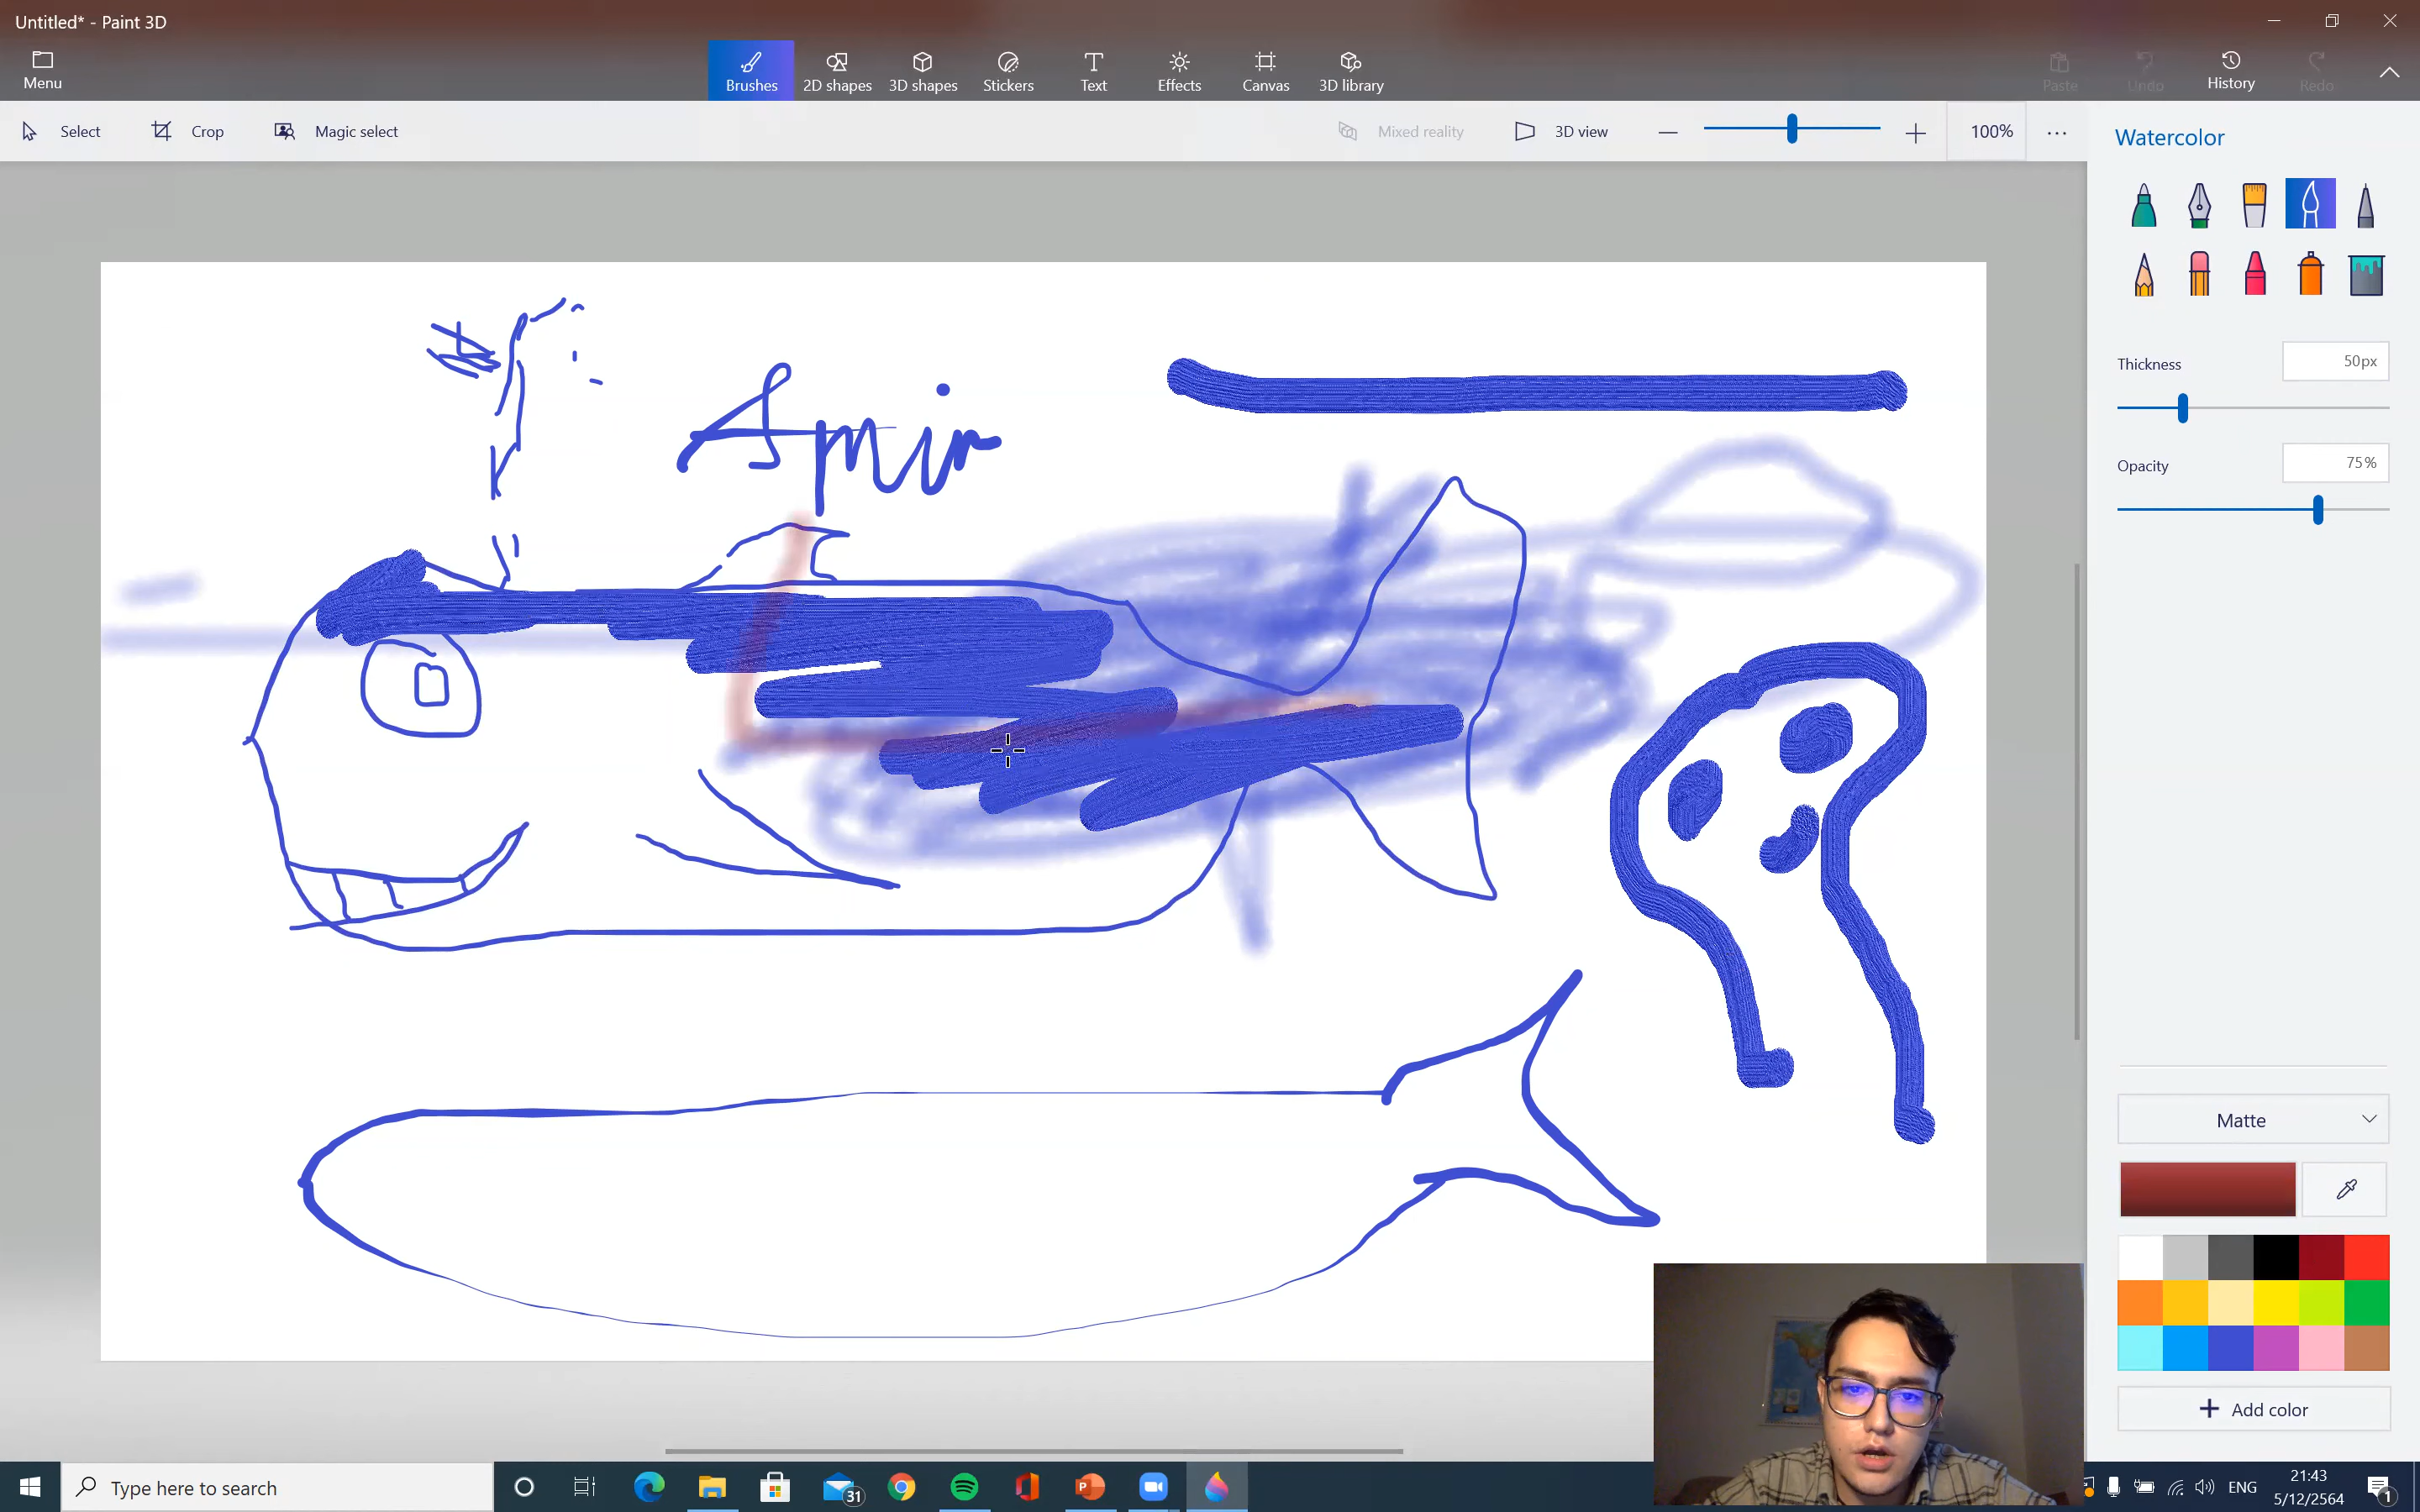 Untitled* - Paint 3D
Menu
Brushes
2D shapes
3D shapes
Stickers
Text
Effects
Canvas
3D library
Paste
Undo
History
Redo
Select
Crop
Magic select
Mixed reality
3D view
100%
Watercolor
Thickness
50px
Opacity
75%
Amir
Matte
Add color
Type here to search
31
P
ENG
21:43
5/12/2564
1